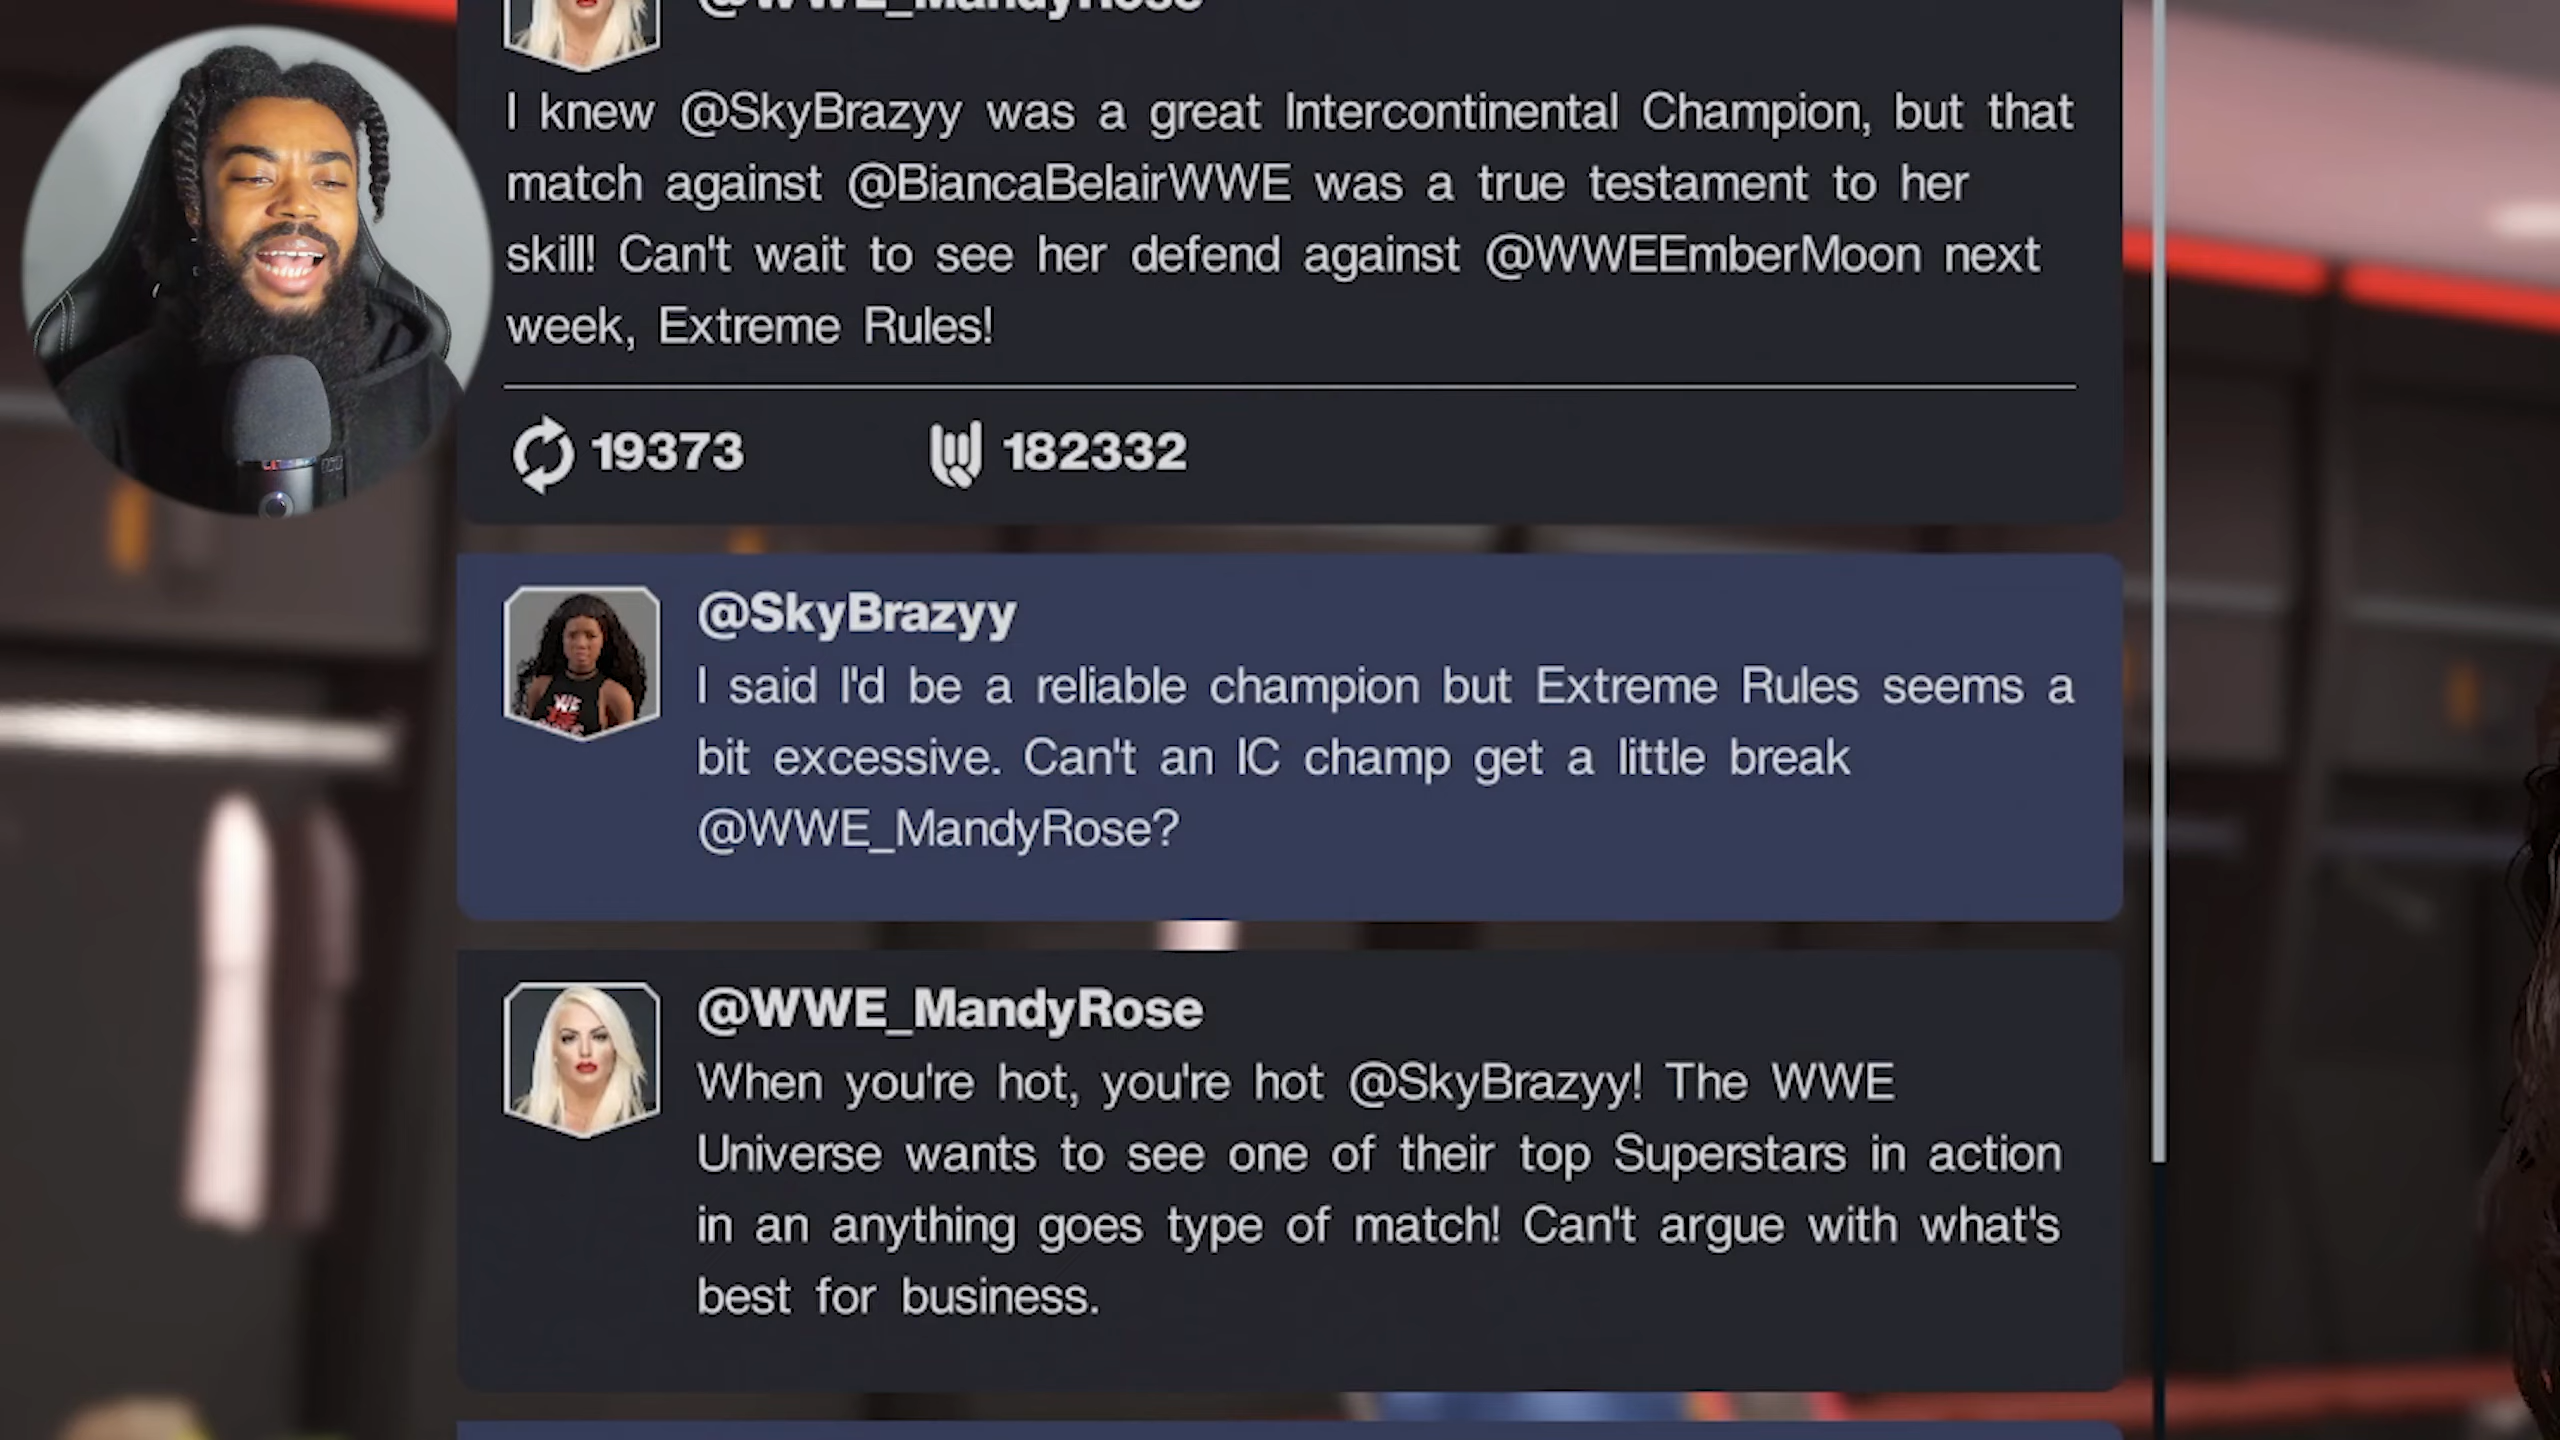 @WWE_MandyRose
I knew @SkyBrazyy was a great Intercontinental Champion, but that
match against @BiancaBelairWWE was a true testament to her
skill! Can't wait to see her defend against @WWEEmberMoon next
week, Extreme Rules!
19373 182332
@SkyBrazyy
I said I'd be a reliable champion but Extreme Rules seems a
bit excessive. Can't an IC champ get a little break
@WWE_MandyRose?
@WWE_MandyRose
When you're hot, you're hot @SkyBrazyy! The WWE
Universe wants to see one of their top Superstars in action
in an anything goes type of match! Can't argue with what's
best for business.